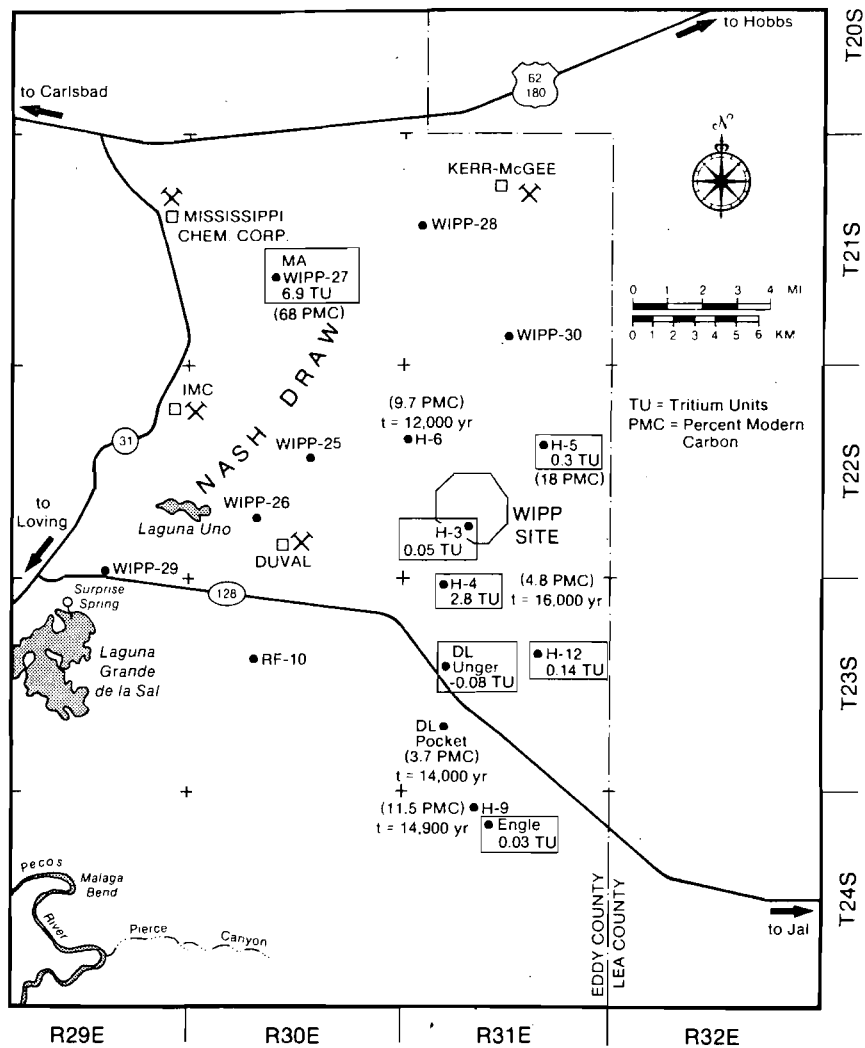 to Hobbs
62
180
to Carlsbad
N
T20S
KERR-McGEE
MISSISSIPPI
CHEM. CORP.
WIPP-28
T21S
MA
WIPP-27
6.9 TU
(68 PMC)
0 1 2 3 4 MI
0 1 2 3 4 5 6 KM
WIPP-30
NASH DRAW
IMC
(9.7 PMC)
t = 12,000 yr
H-6
TU = Tritium Units
PMC = Percent Modern
Carbon
31
WIPP-25
H-5
0.3 TU
(18 PMC)
T22S
to
Loving
WIPP-26
Laguna Uno
WIPP
SITE
H-3
0.05 TU
DUVAL
WIPP-29
128
H-4
2.8 TU
(4.8 PMC)
t = 16,000 yr
Surprise
Spring
Laguna
Grande
de la Sal
RF-10
DL
Unger
-0.08 TU
H-12
0.14 TU
T23S
DL
Pocket
(3.7 PMC)
t = 14,000 yr
(11.5 PMC)
H-9
t = 14,900 yr
Engle
0.03 TU
Pecos
River
Malaga
Bend
Pierce Canyon
EDDY COUNTY
LEA COUNTY
to Jal
T24S
R29E
R30E
R31E
R32E